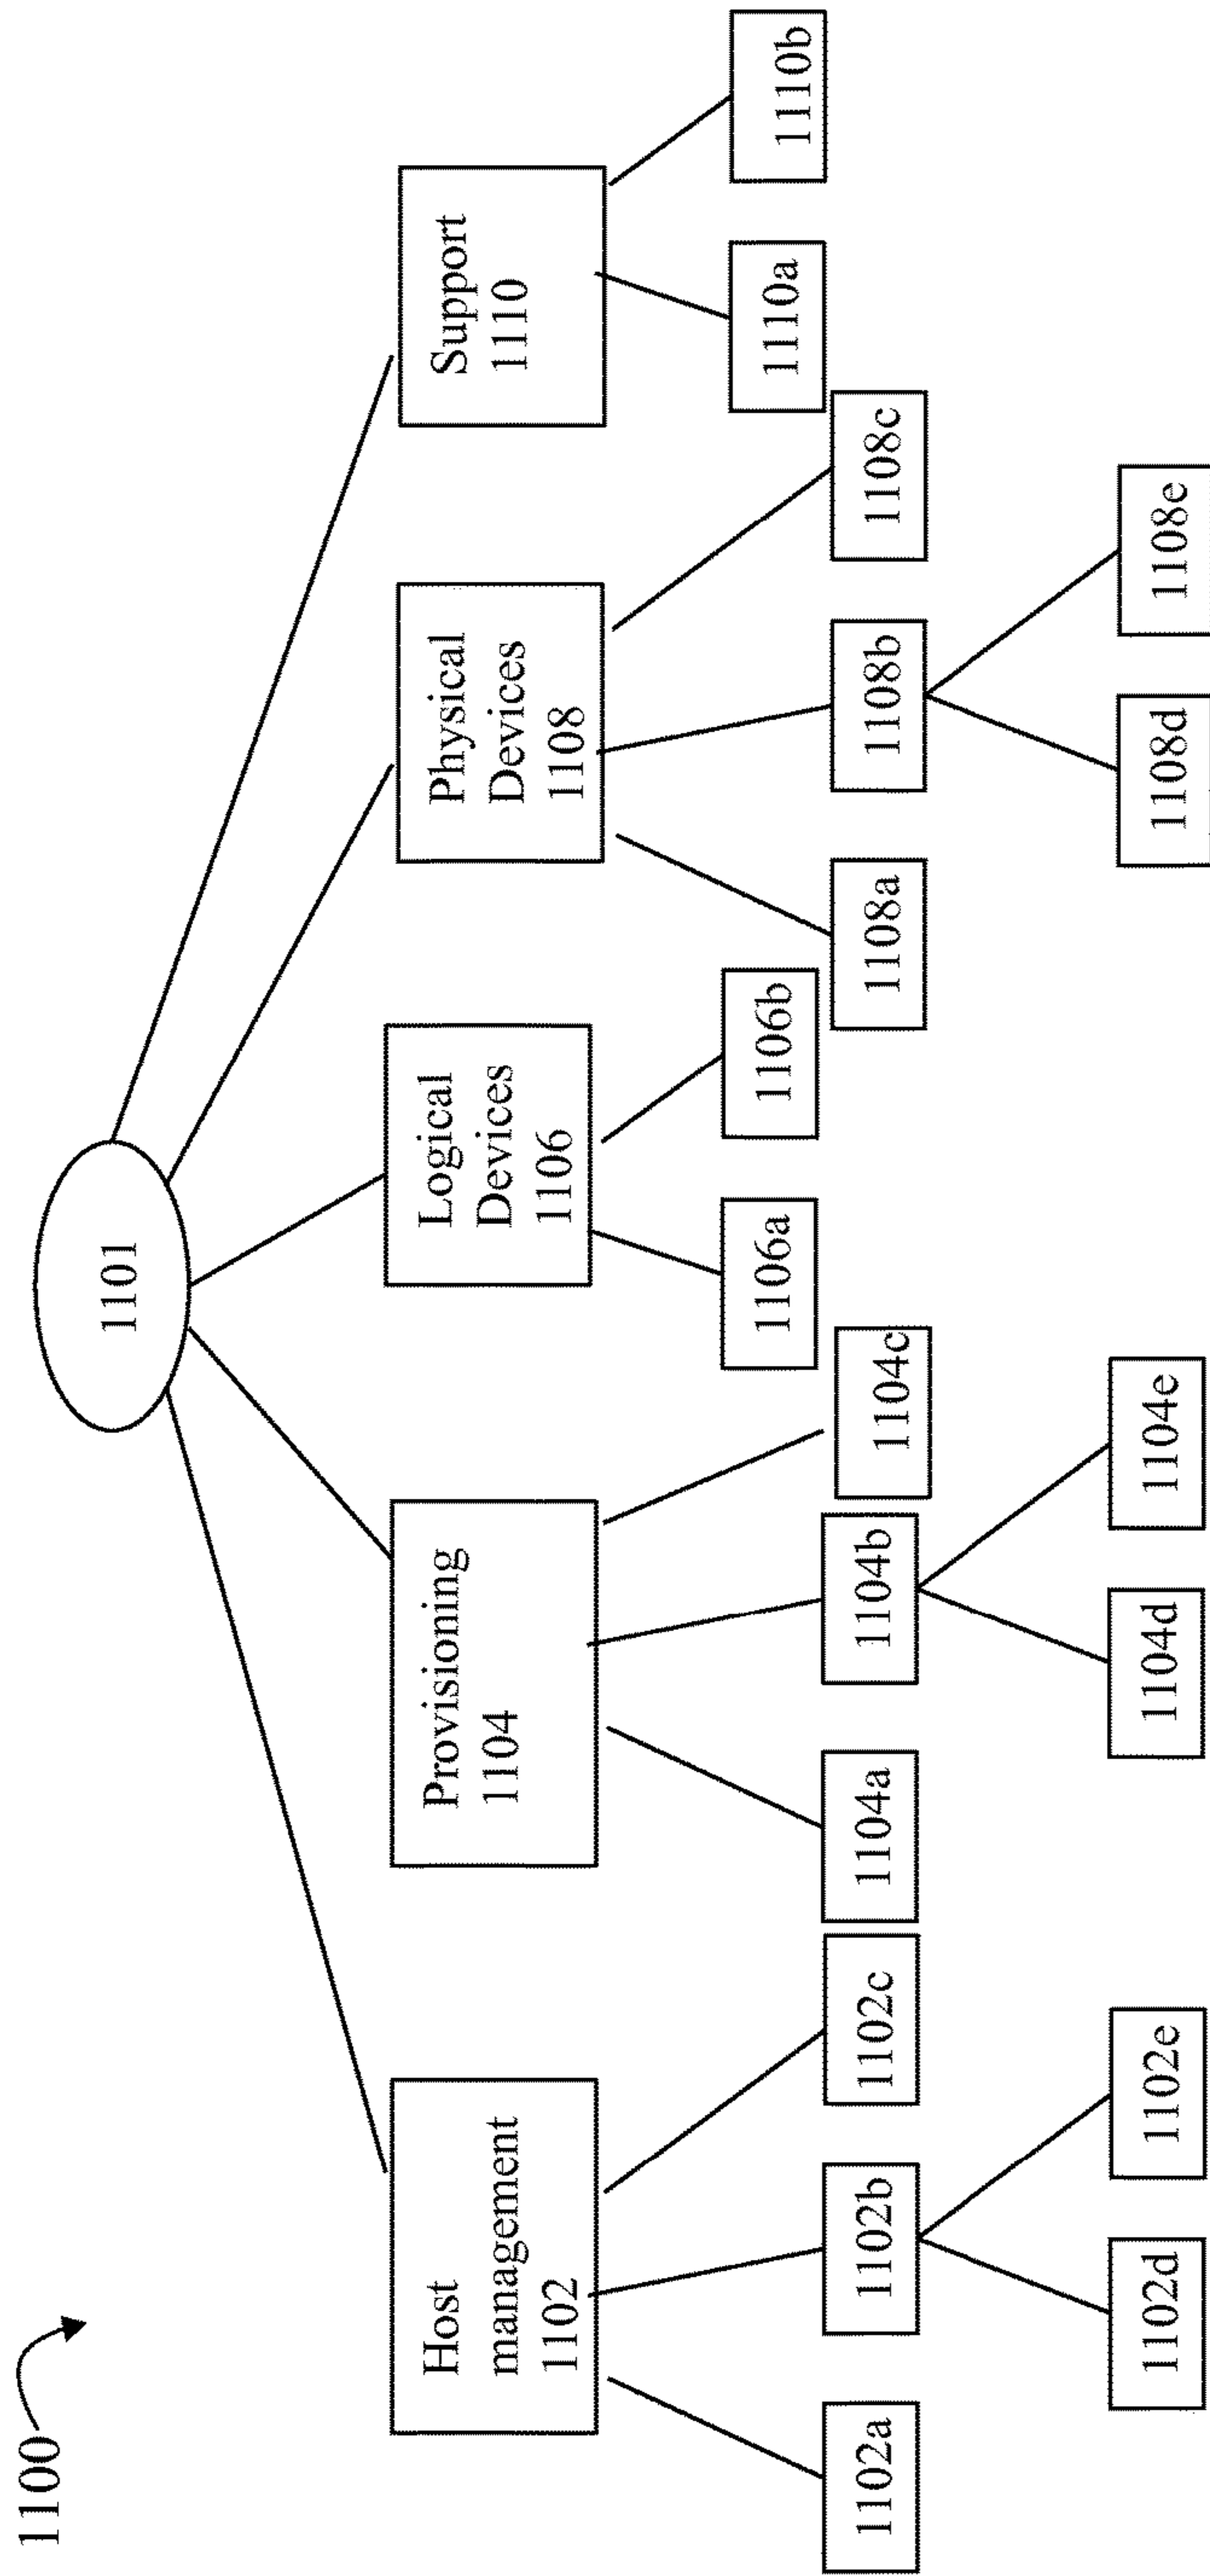 1100
1101
Host
management
1102
Provisioning
1104
Logical
Devices
1106
Physical
Devices
1108
Support
1110
1102a
1102b
1102c
1102d
1102e
1104a
1104b
1104c
1104d
1104e
1106a
1106b
1108a
1108b
1108c
1108d
1108e
1110a
1110b